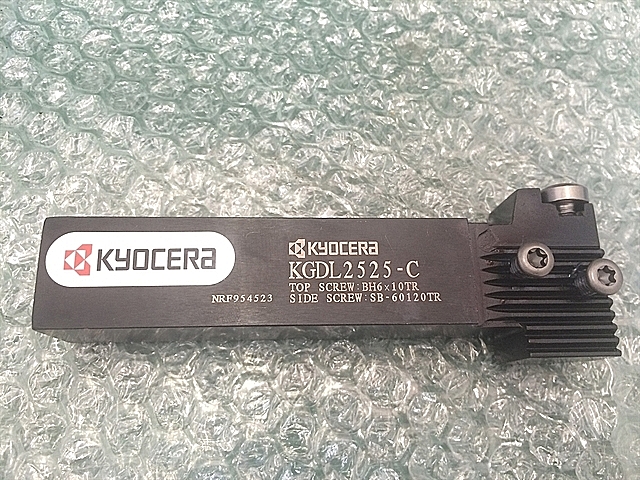 KYOCERA
KYOCERA
KGDL2525-C
TOP SCREW:BH6×10TR
NRF954523 SIDE SCREW:SB-60120TR